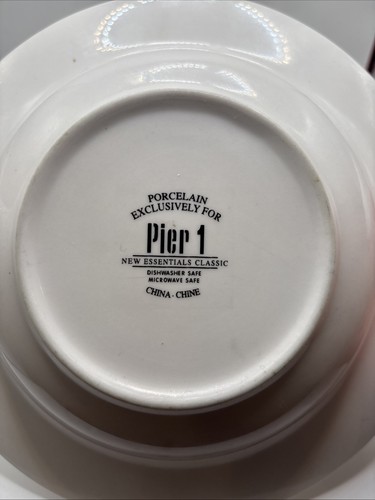 PORCELAIN
EXCLUSIVELY FOR
Pier 1
NEW ESSENTIALS CLASSIC
DISHWASHER SAFE
MICROWAVE SAFE
CHINA · CHINE